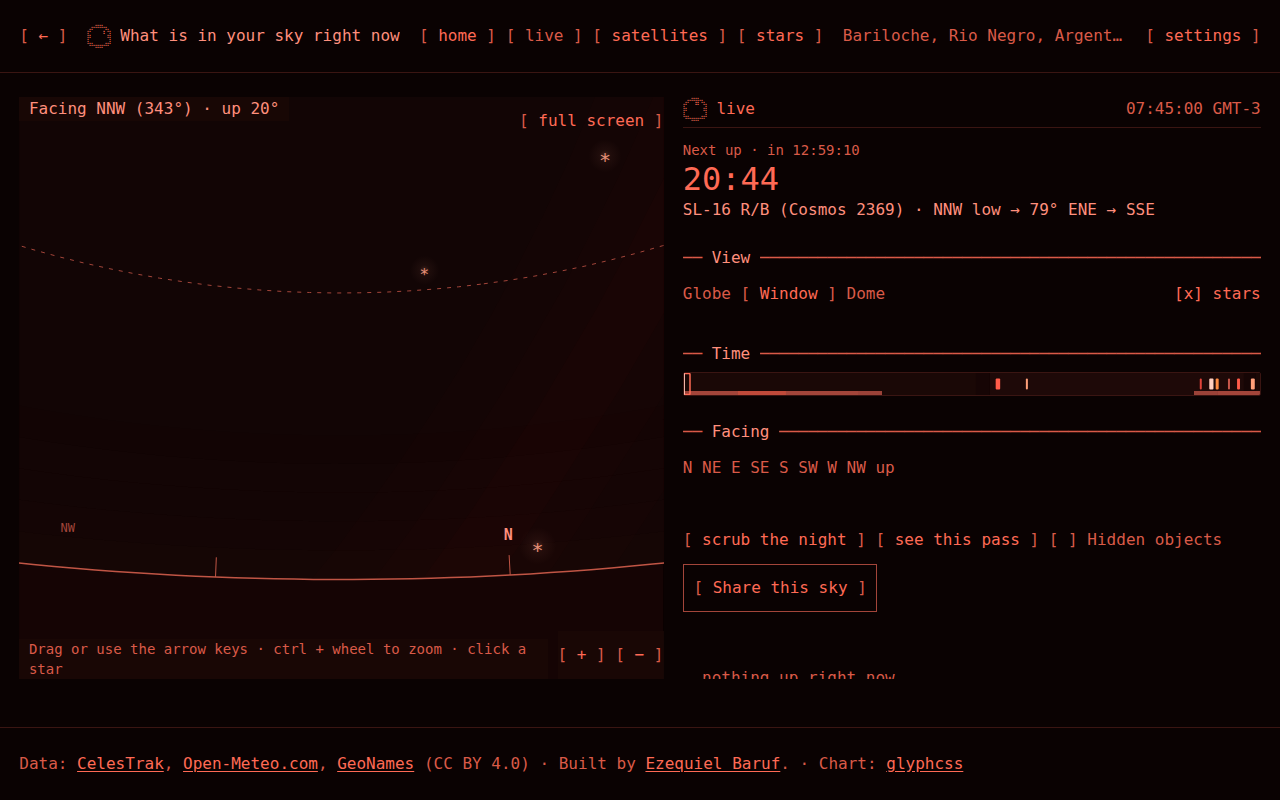 [ ← ] What is in your sky right now [ home ] [ live ] [ satellites ] [ stars ] Bariloche, Rio Negro, Argent… [ settings ]
Facing NNW (343°) · up 20°
[ full screen ]
*
*
NW
N
*
Drag or use the arrow keys · ctrl + wheel to zoom · click a
star
[ + ] [ − ]
live 07:45:00 GMT-3
Next up · in 12:59:10
20:44
SL-16 R/B (Cosmos 2369) · NNW low → 79° ENE → SSE
View
Globe [ Window ] Dome [x] stars
Time
Facing
N NE E SE S SW W NW up
[ scrub the night ] [ see this pass ] [ ] Hidden objects
[ Share this sky ]
nothing up right now
Data: CelesTrak, Open-Meteo.com, GeoNames (CC BY 4.0) · Built by Ezequiel Baruf. · Chart: glyphcss